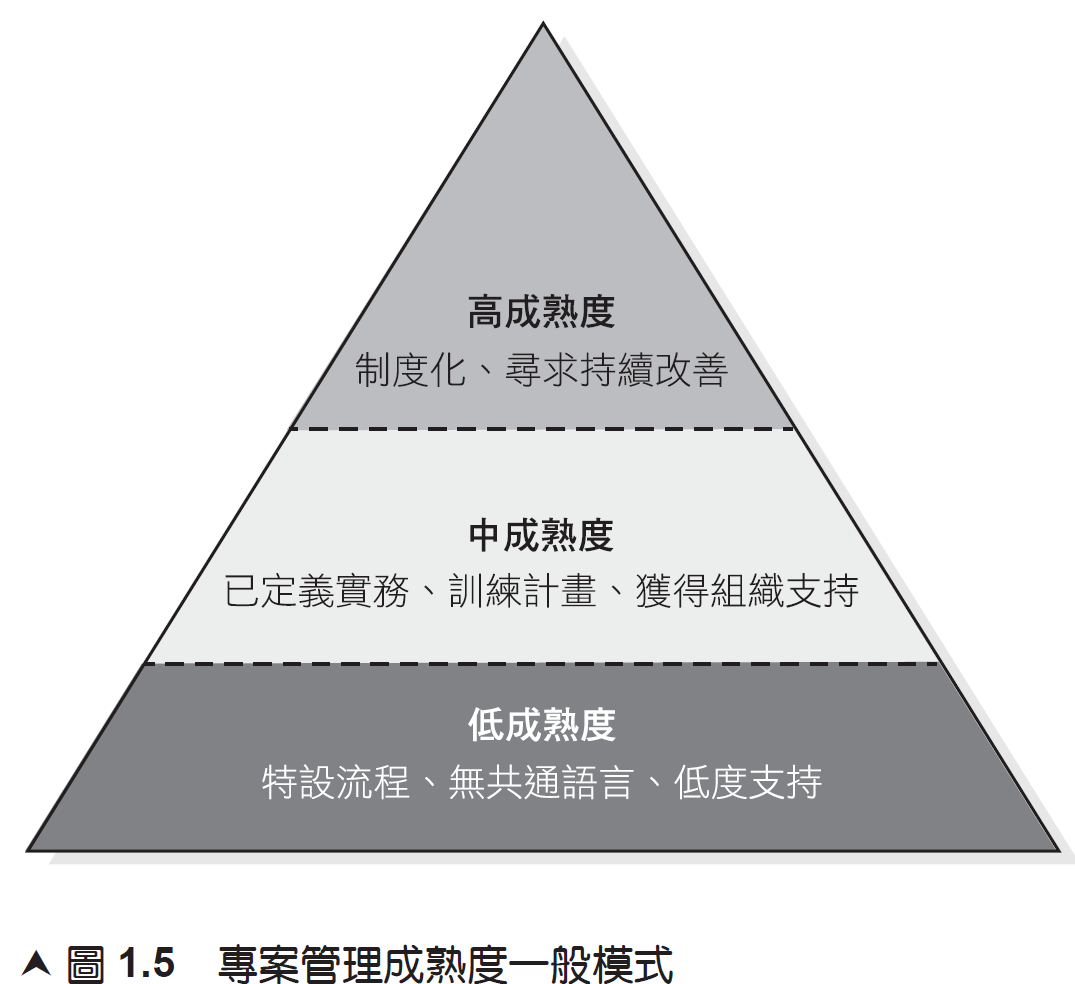 高成熟度
制度化、尋求持續改善
中成熟度
已定義實務、訓練計畫、獲得組織支持
低成熟度
特設流程、無共通語言、低度支持
圖 1.5 專案管理成熟度一般模式